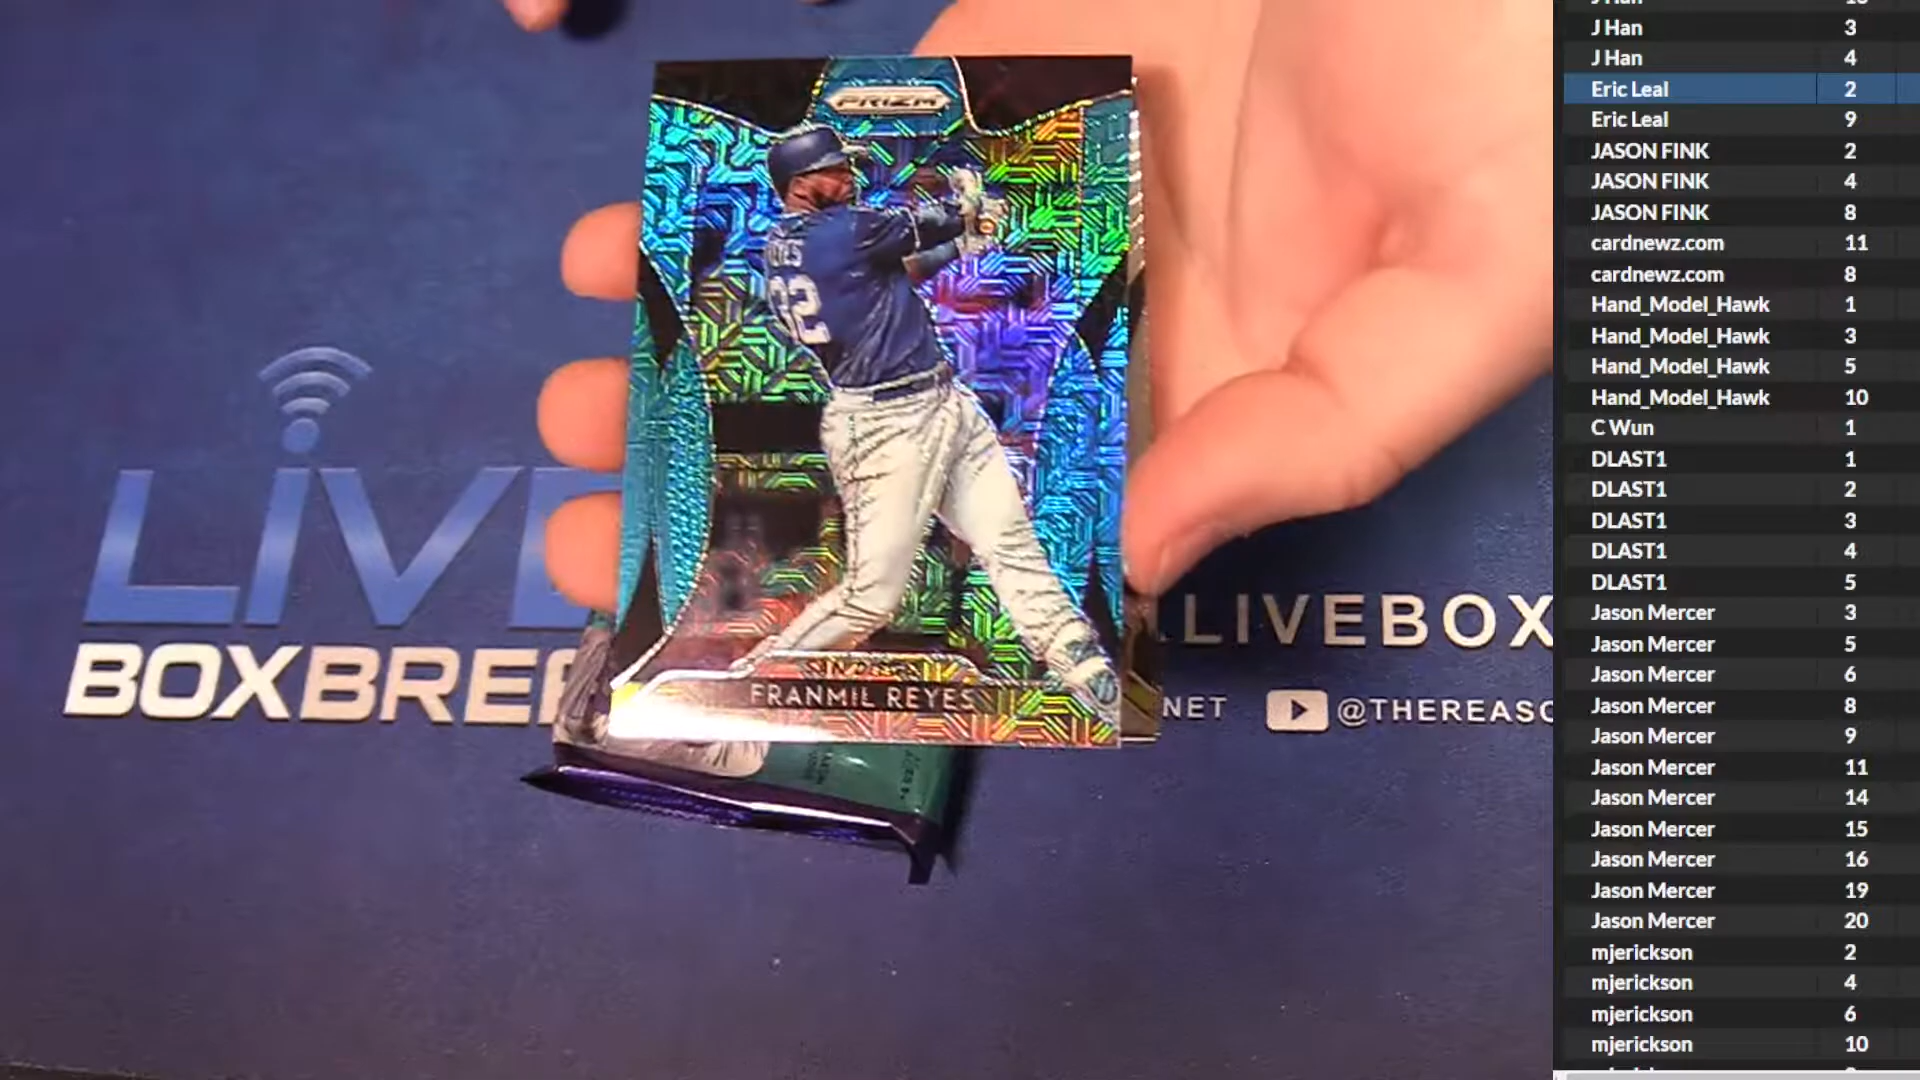 PRIZM
32
SAN DIEGO
FRANMIL REYES
LIVE
BOXBREA
LIVEBOX
NET
@THEREASO
J Han 3
J Han 4
Eric Leal 2
Eric Leal 9
JASON FINK 2
JASON FINK 4
JASON FINK 8
cardnewz.com 11
cardnewz.com 8
Hand_Model_Hawk 1
Hand_Model_Hawk 3
Hand_Model_Hawk 5
Hand_Model_Hawk 10
C Wun 1
DLAST1 1
DLAST1 2
DLAST1 3
DLAST1 4
DLAST1 5
Jason Mercer 3
Jason Mercer 5
Jason Mercer 6
Jason Mercer 8
Jason Mercer 9
Jason Mercer 11
Jason Mercer 14
Jason Mercer 15
Jason Mercer 16
Jason Mercer 19
Jason Mercer 20
mjerickson 2
mjerickson 4
mjerickson 6
mjerickson 10